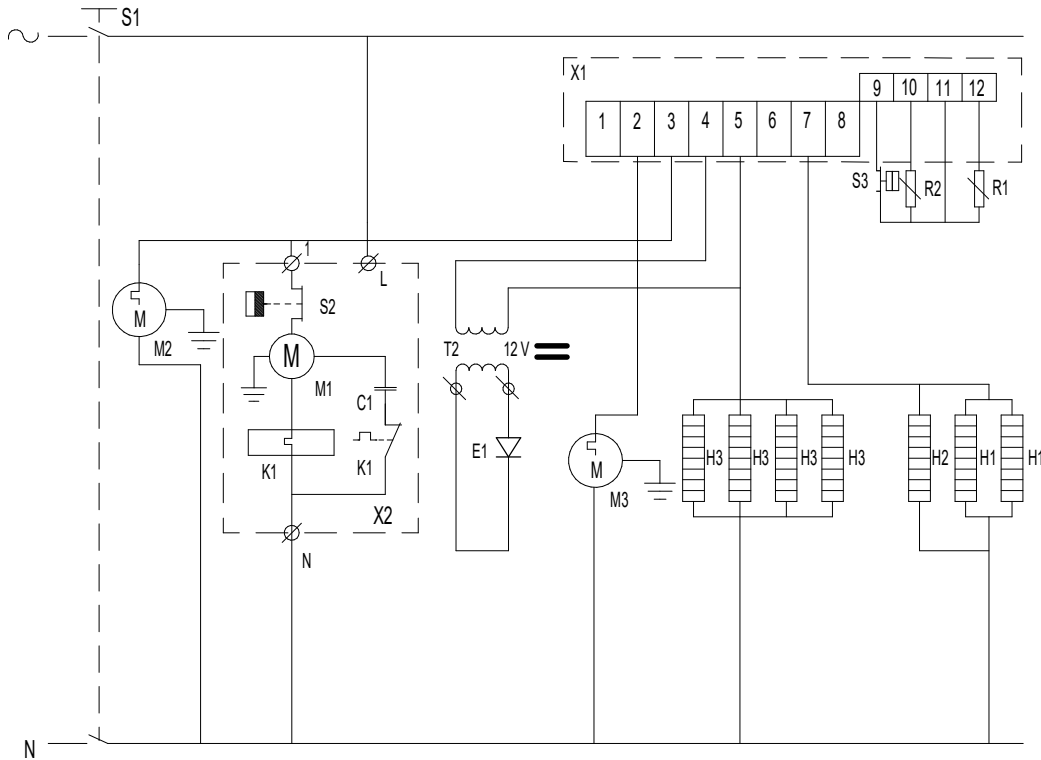 S1
X1
9 10 11 12
1 2 3 4 5 6 7 8
S3 R2 R1
1
L
S2
M
M
M2
T2 12 V
M1
C1
E1
K1 K1
M
M3
H3 H3 H3 H3 H2 H1 H1
X2
N
N